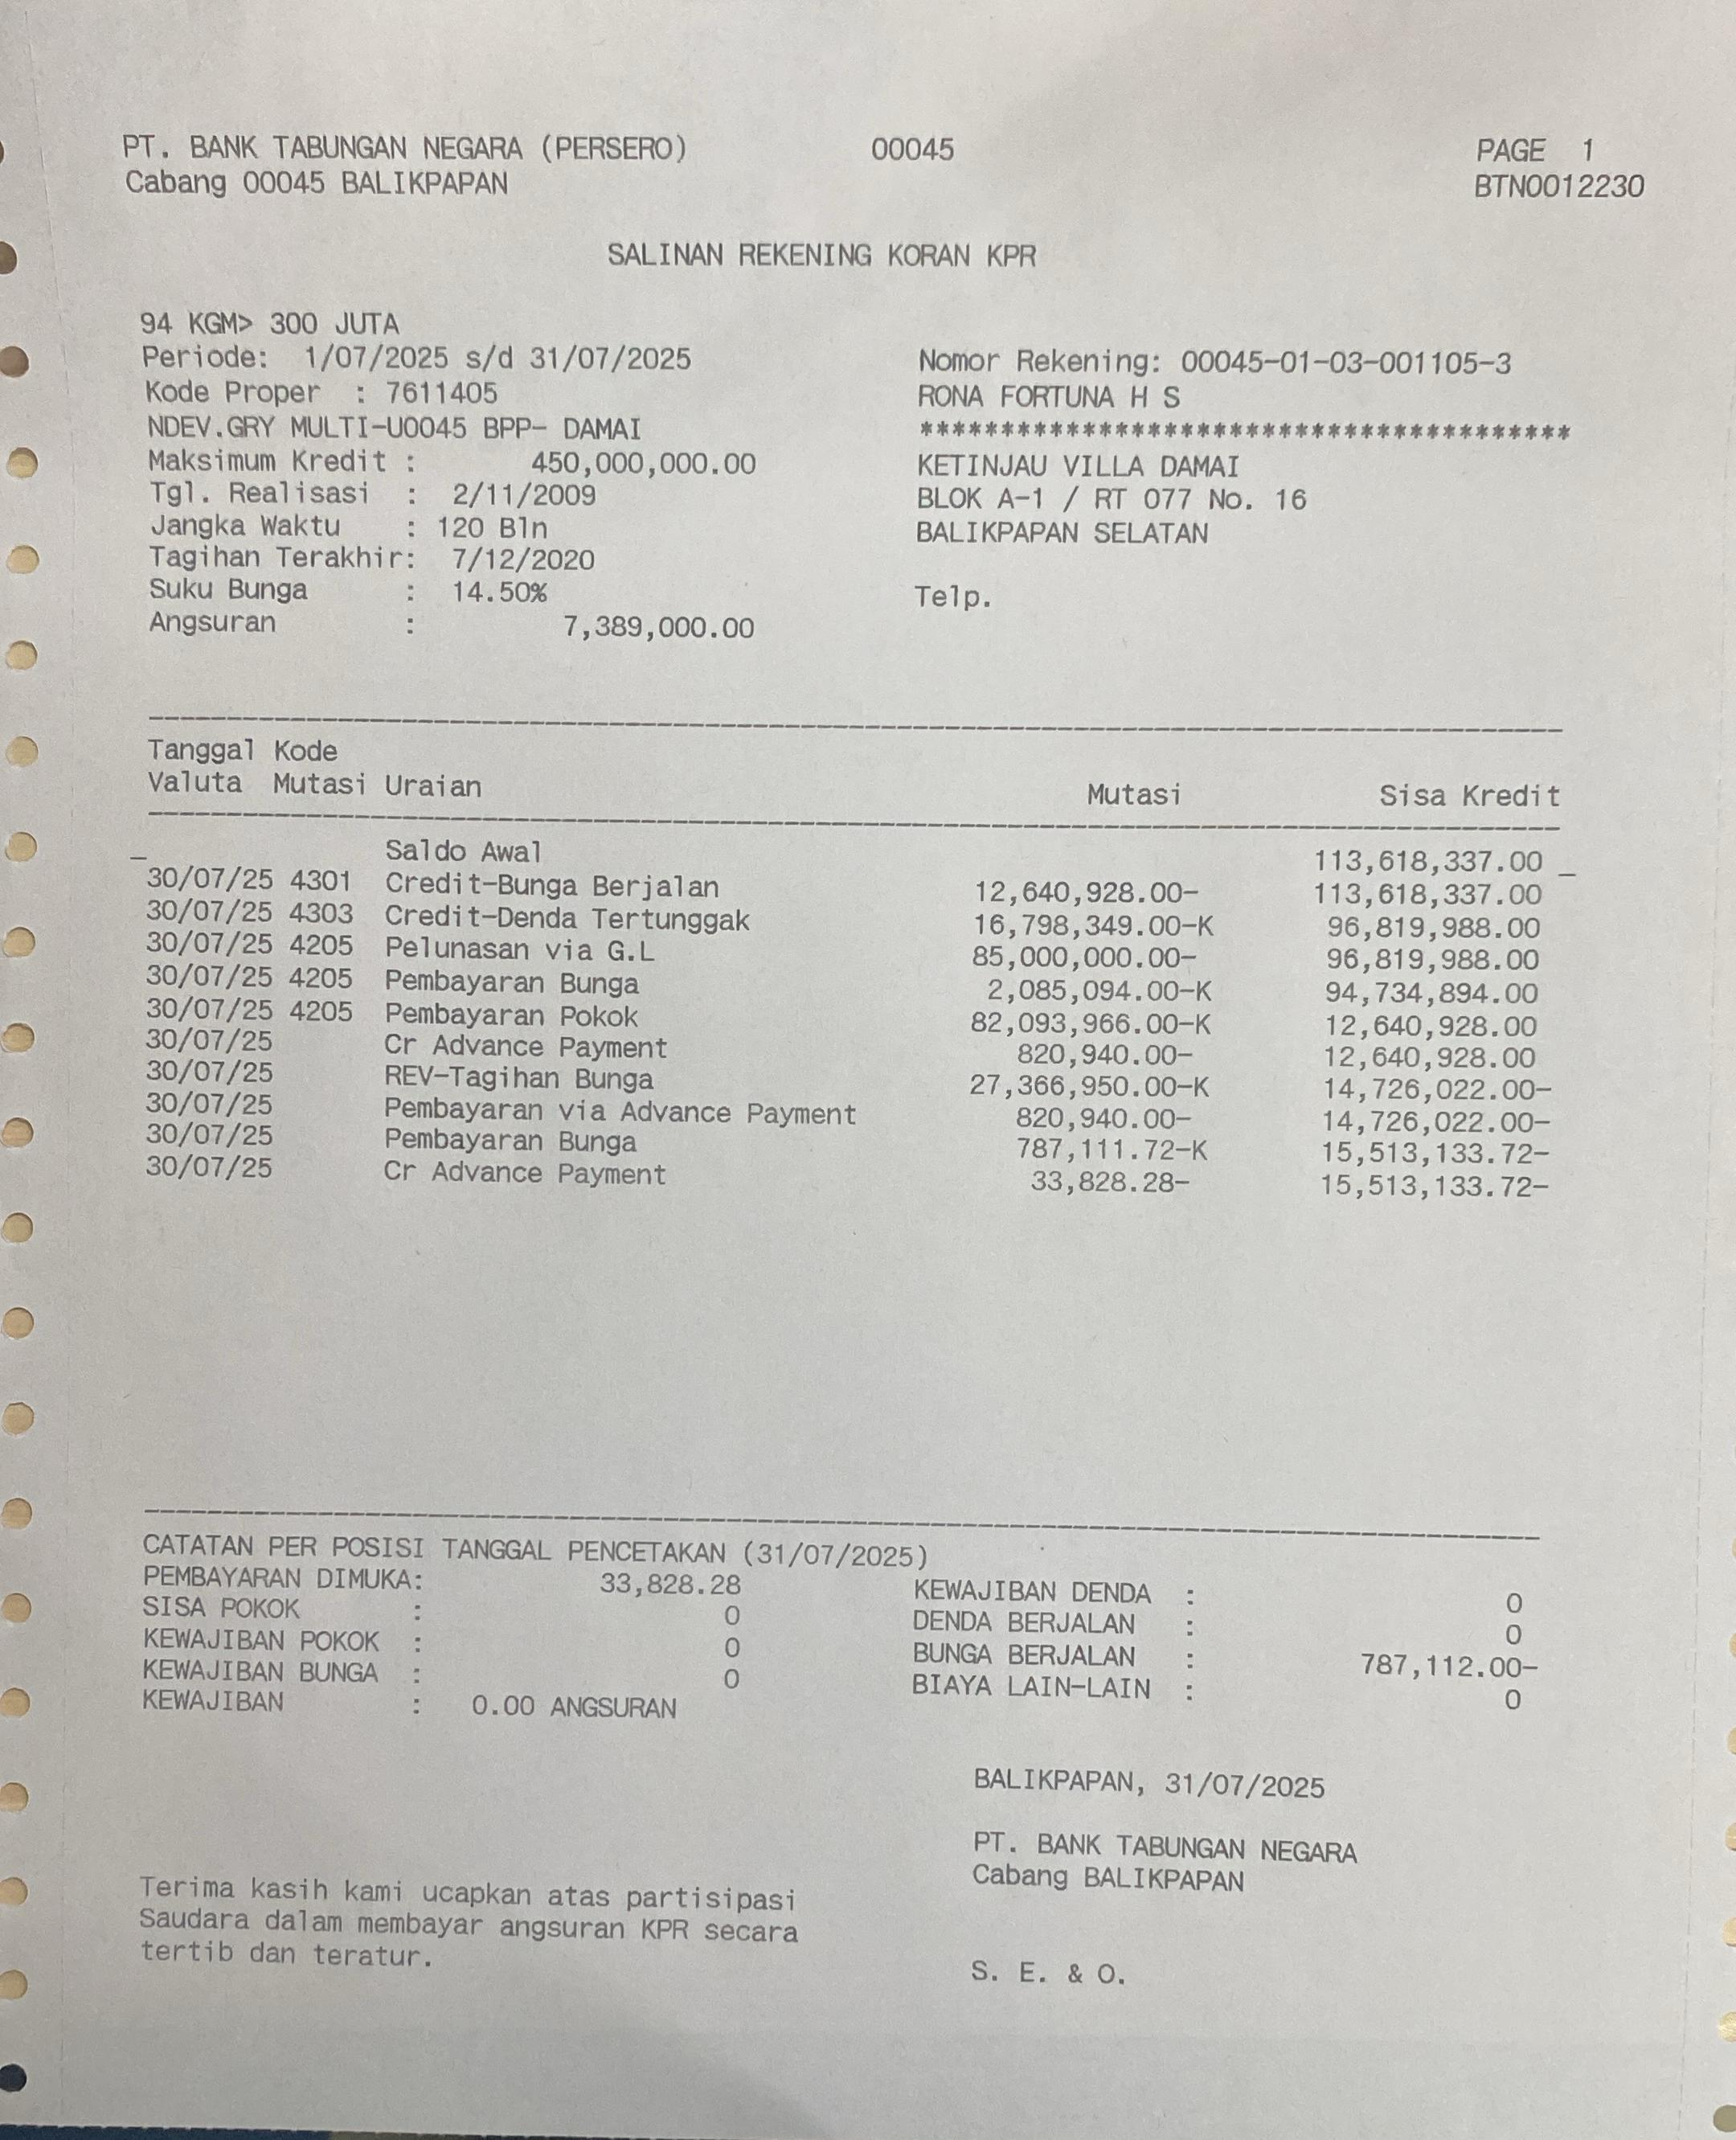 PT. BANK TABUNGAN NEGARA (PERSERO) 00045 PAGE 1
Cabang 00045 BALIKPAPAN BTN0012230
SALINAN REKENING KORAN KPR
94 KGM> 300 JUTA
Periode: 1/07/2025 s/d 31/07/2025 Nomor Rekening: 00045-01-03-001105-3
Kode Proper : 7611405 RONA FORTUNA H S
NDEV.GRY MULTI-U0045 BPP- DAMAI ****************************************
Maksimum Kredit : 450,000,000.00 KETINJAU VILLA DAMAI
Tgl. Realisasi : 2/11/2009 BLOK A-1 / RT 077 No. 16
Jangka Waktu : 120 Bln BALIKPAPAN SELATAN
Tagihan Terakhir: 7/12/2020
Suku Bunga : 14.50% Telp.
Angsuran : 7,389,000.00
Tanggal Kode
Valuta Mutasi Uraian Mutasi Sisa Kredit
_ Saldo Awal 113,618,337.00 _
30/07/25 4301 Credit-Bunga Berjalan 12,640,928.00- 113,618,337.00
30/07/25 4303 Credit-Denda Tertunggak 16,798,349.00-K 96,819,988.00
30/07/25 4205 Pelunasan via G.L 85,000,000.00- 96,819,988.00
30/07/25 4205 Pembayaran Bunga 2,085,094.00-K 94,734,894.00
30/07/25 4205 Pembayaran Pokok 82,093,966.00-K 12,640,928.00
30/07/25 Cr Advance Payment 820,940.00- 12,640,928.00
30/07/25 REV-Tagihan Bunga 27,366,950.00-K 14,726,022.00-
30/07/25 Pembayaran via Advance Payment 820,940.00- 14,726,022.00-
30/07/25 Pembayaran Bunga 787,111.72-K 15,513,133.72-
30/07/25 Cr Advance Payment 33,828.28- 15,513,133.72-
CATATAN PER POSISI TANGGAL PENCETAKAN (31/07/2025)
PEMBAYARAN DIMUKA: 33,828.28 KEWAJIBAN DENDA : 0
SISA POKOK : 0 DENDA BERJALAN : 0
KEWAJIBAN POKOK : 0 BUNGA BERJALAN : 787,112.00-
KEWAJIBAN BUNGA : 0 BIAYA LAIN-LAIN : 0
KEWAJIBAN : 0.00 ANGSURAN
BALIKPAPAN, 31/07/2025
PT. BANK TABUNGAN NEGARA
Cabang BALIKPAPAN
Terima kasih kami ucapkan atas partisipasi
Saudara dalam membayar angsuran KPR secara
tertib dan teratur.
S. E. & O.